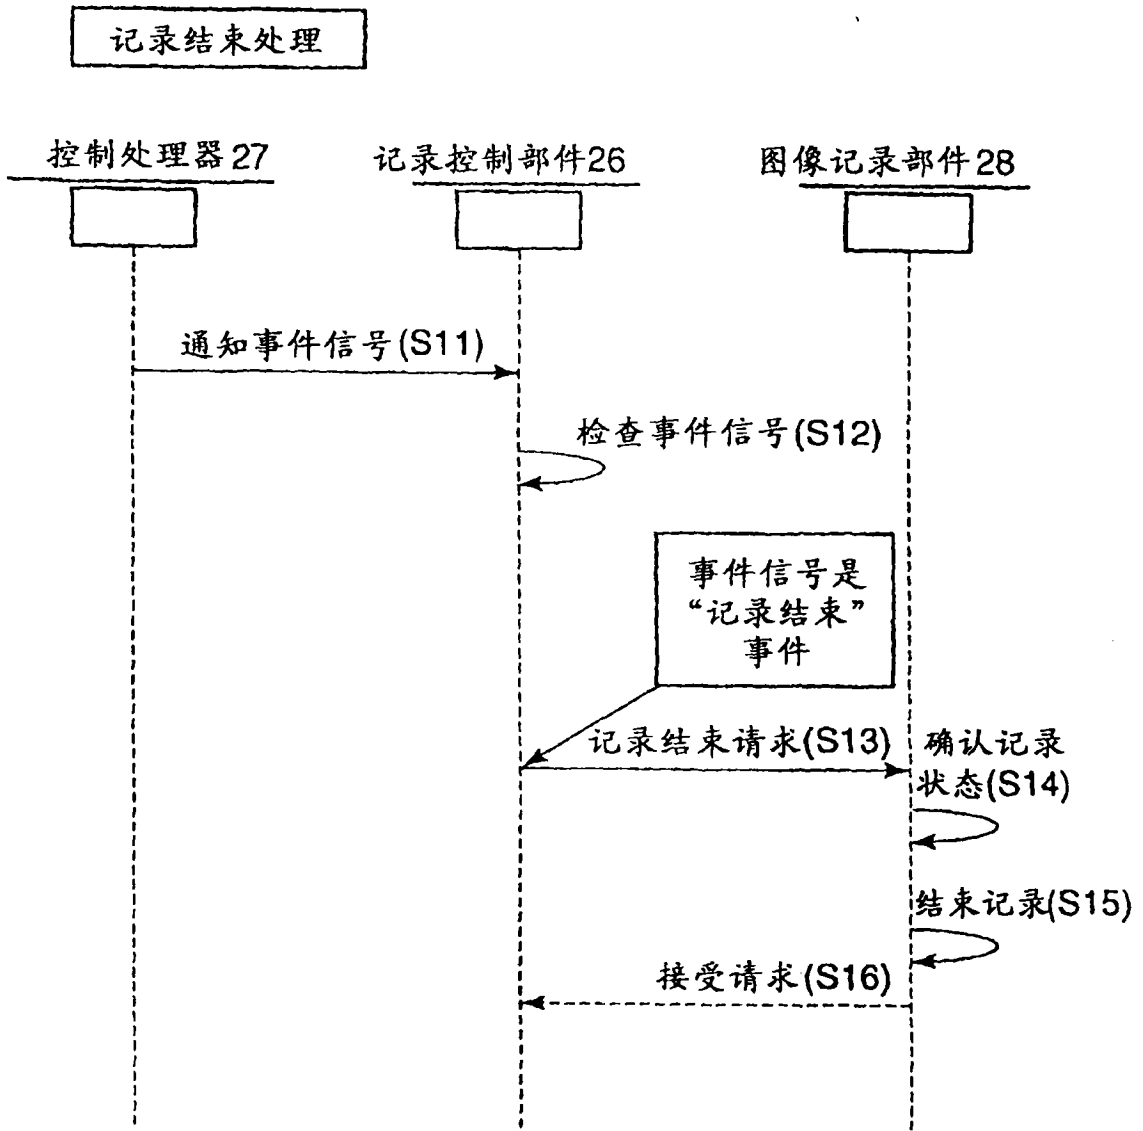 记录结束处理
控制处理器27
记录控制部件26
图像记录部件28
通知事件信号(S11)
检查事件信号(S12)
事件信号是
“记录结束”
事件
记录结束请求(S13)
确认记录
状态(S14)
结束记录(S15)
接受请求(S16)